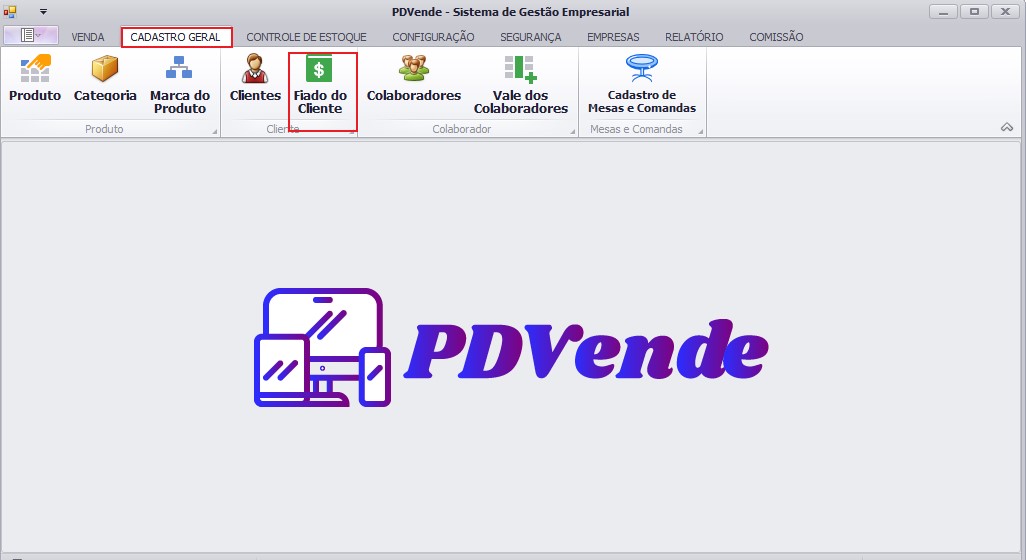 PDVende - Sistema de Gestão Empresarial
VENDA CADASTRO GERAL CONTROLE DE ESTOQUE CONFIGURAÇÃO SEGURANÇA EMPRESAS RELATÓRIO COMISSÃO
Produto Categoria Marca do Produto Clientes Fiado do Cliente Colaboradores Vale dos Colaboradores Cadastro de Mesas e Comandas
Produto Cliente Colaborador Mesas e Comandas
PDVende